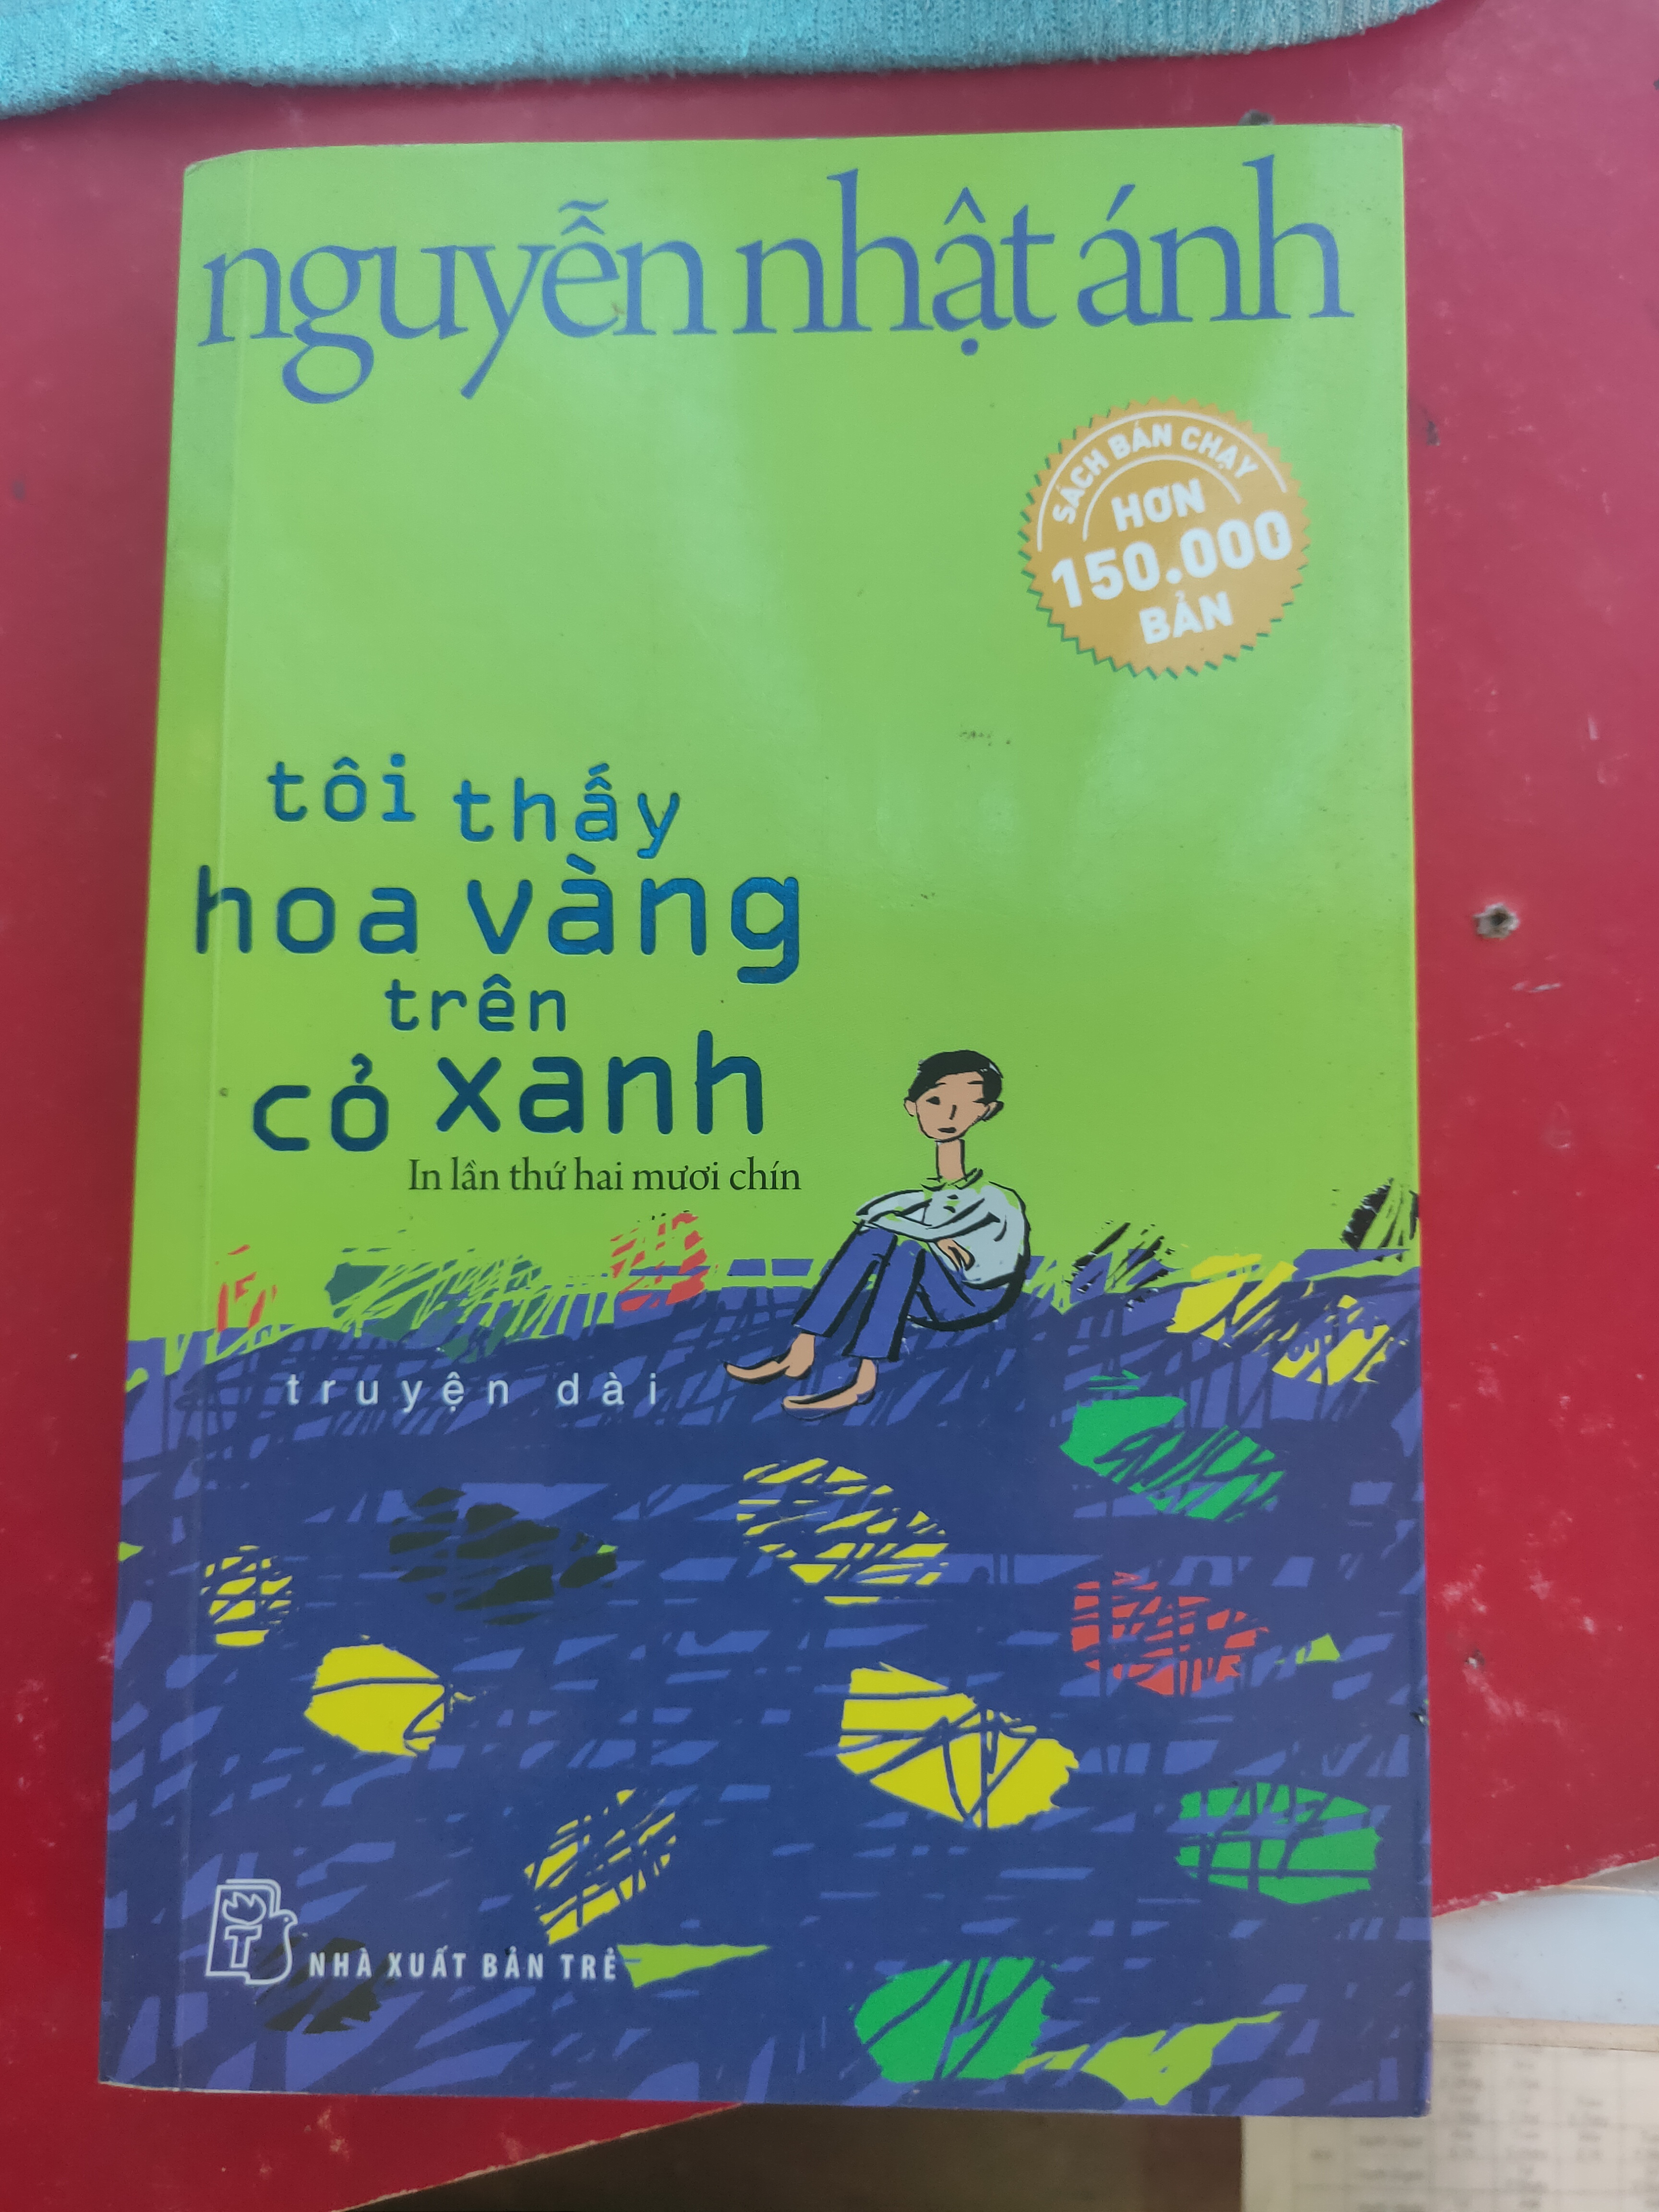 nguyễn nhật ánh
SÁCH BÁN CHẠY
HƠN
150.000
BẢN
tôi thấy
hoa vàng
trên
cỏ xanh
In lần thứ hai mươi chín
truyện dài
T
NHÀ XUẤT BẢN TRẺ